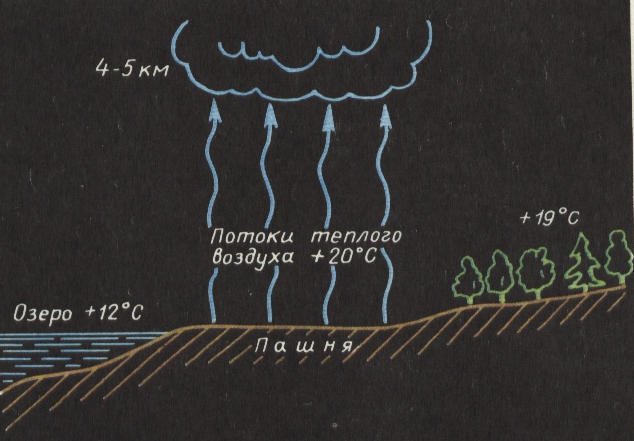 4-5 км
+19°С
Потоки теплого
воздуха +20°С
Озеро +12°С
Пашня